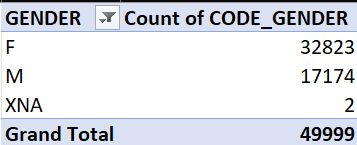 GENDER Count of CODE_GENDER
F 32823
M 17174
XNA 2
Grand Total 49999